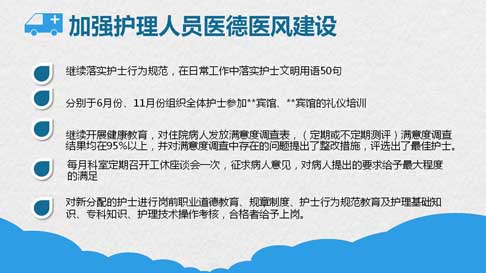 加强护理人员医德医风建设
继续落实护士行为规范，在日常工作中落实护士文明用语50句
分别于6月份、11月份组织全体护士参加**宾馆、**宾馆的礼仪培训
继续开展健康教育，对住院病人发放满意度调查表，（定期或不定期测评）满意度调查
结果均在95%以上，并对满意度调查中存在的问题提出了整改措施，评选出了最佳护士。
每月科室定期召开工休座谈会一次，征求病人意见，对病人提出的要求给予最大程度
的满足
对新分配的护士进行岗前职业道德教育、规章制度、护士行为规范教育及护理基础知
识、专科知识、护理技术操作考核，合格者给予上岗。